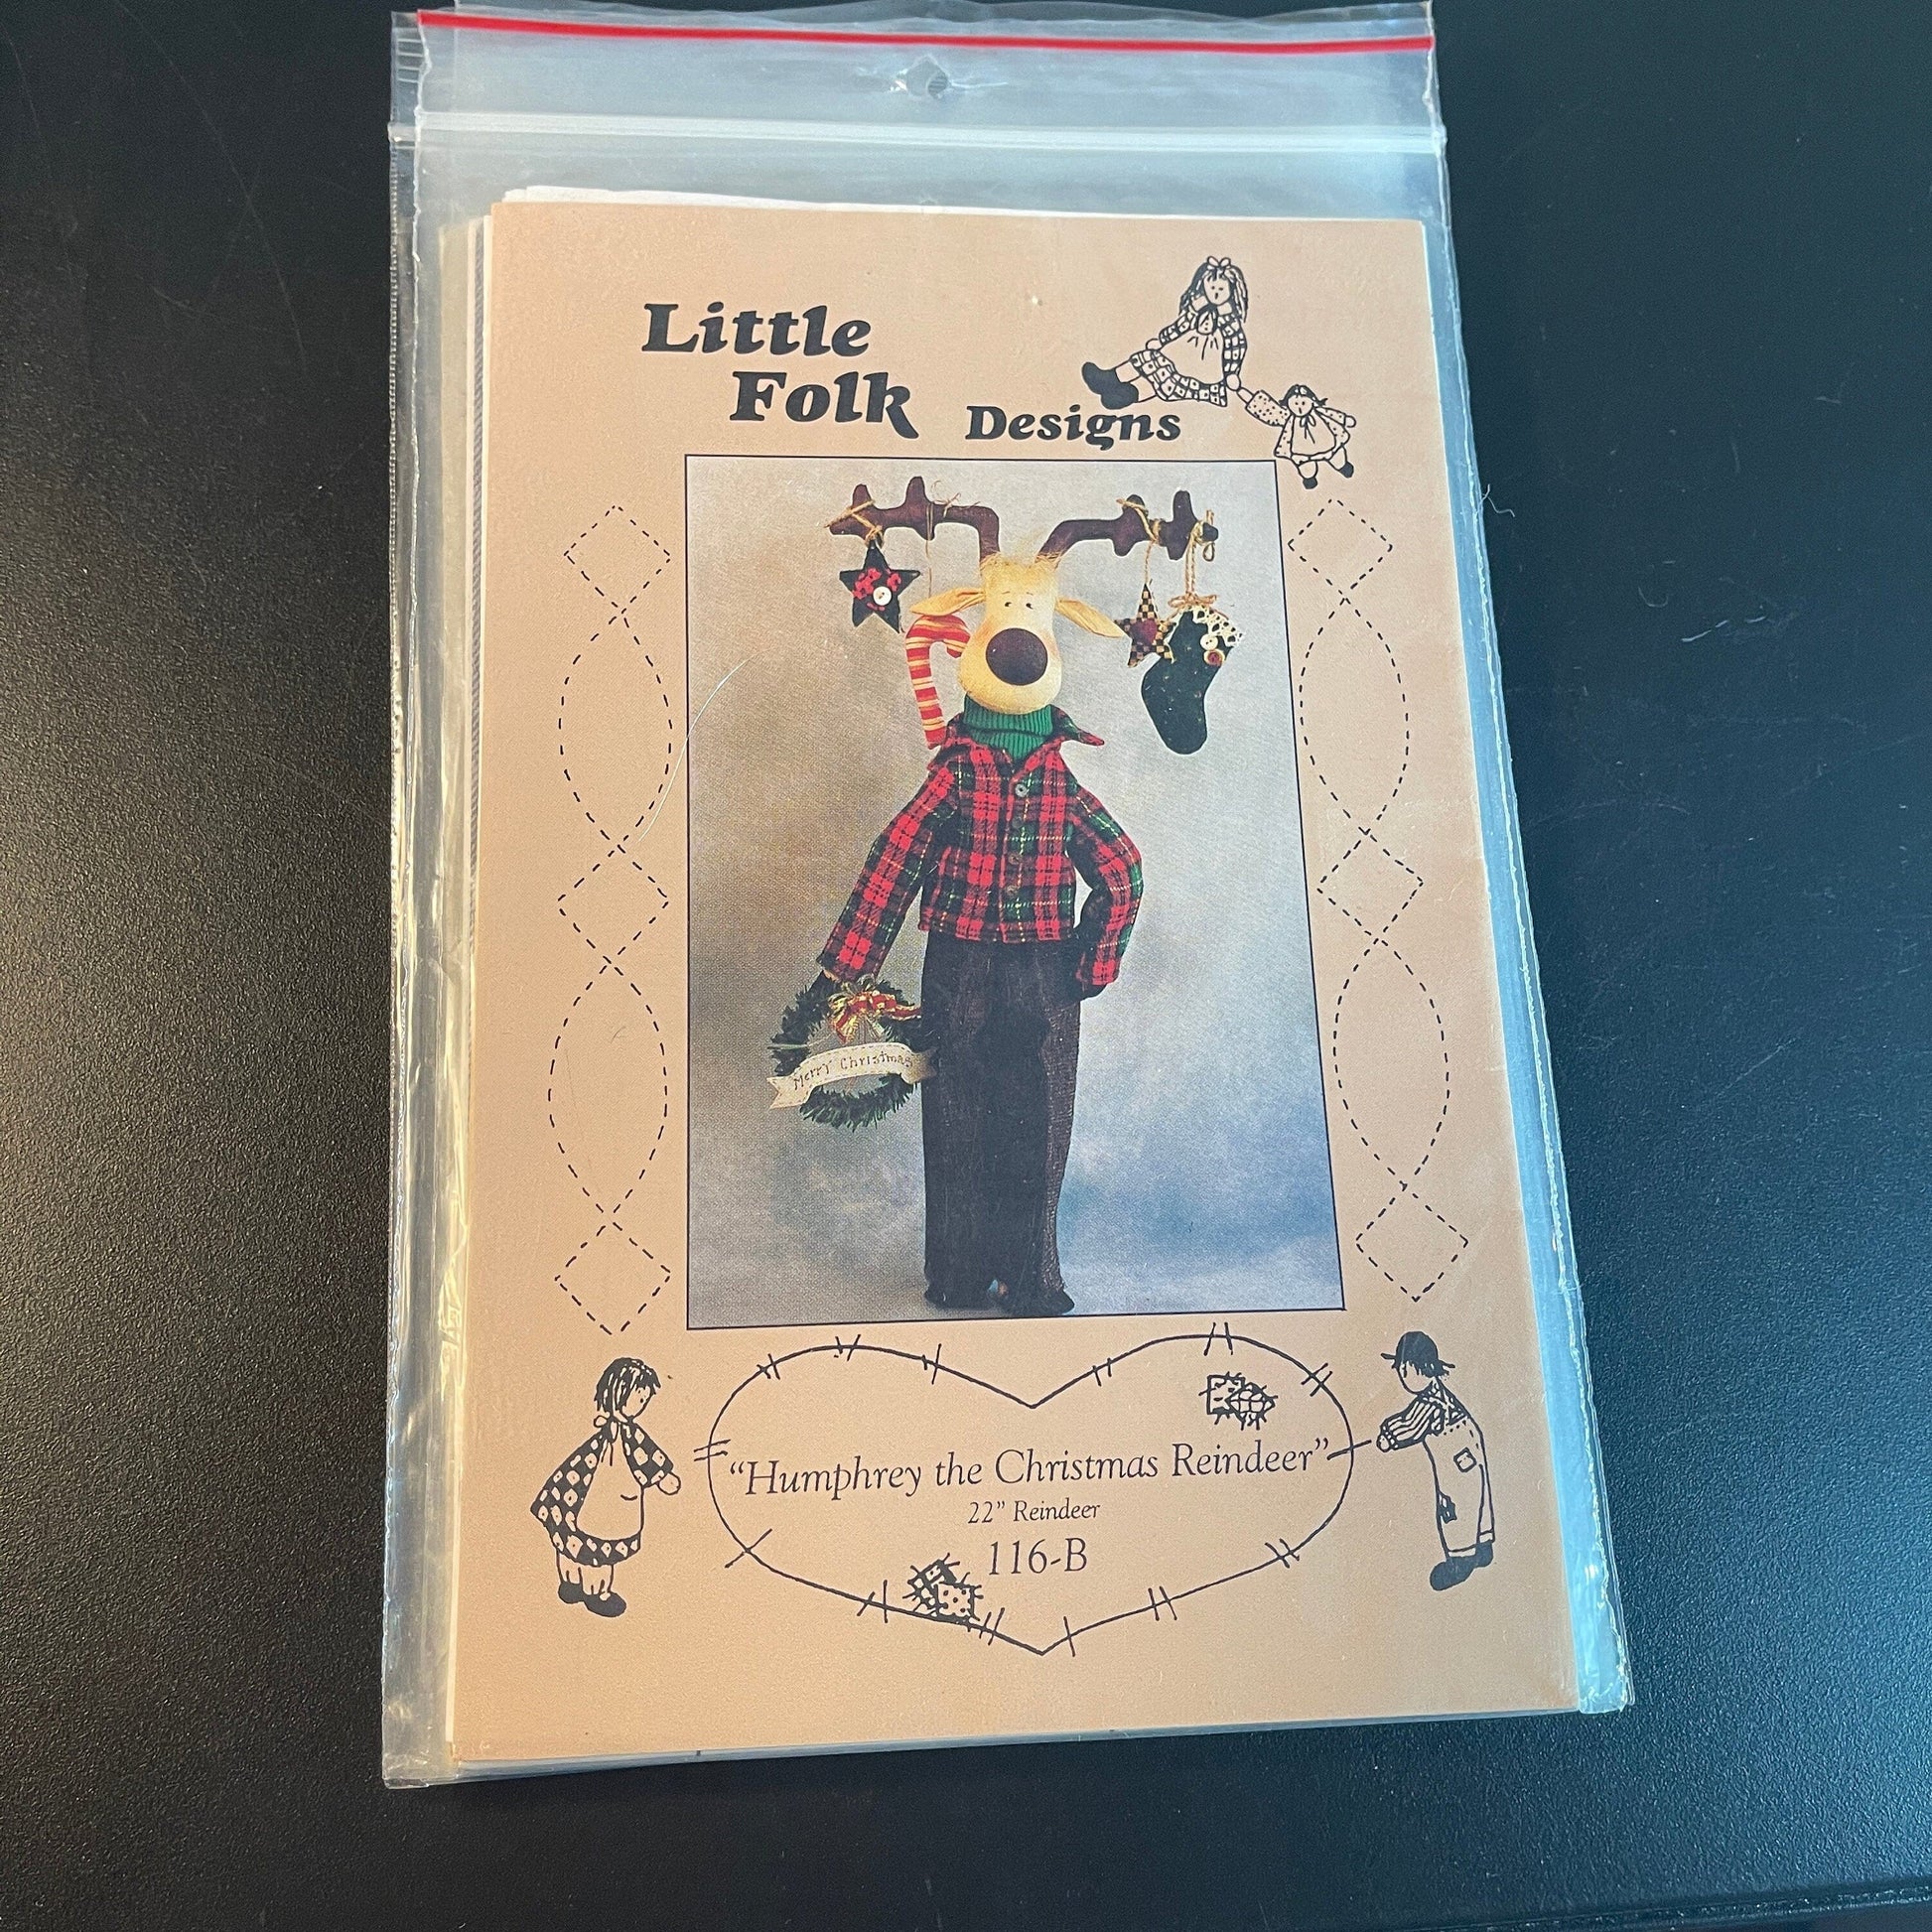 Little
Folk Designs
Merry Christmas
"Humphrey the Christmas Reindeer"
22" Reindeer
116-B